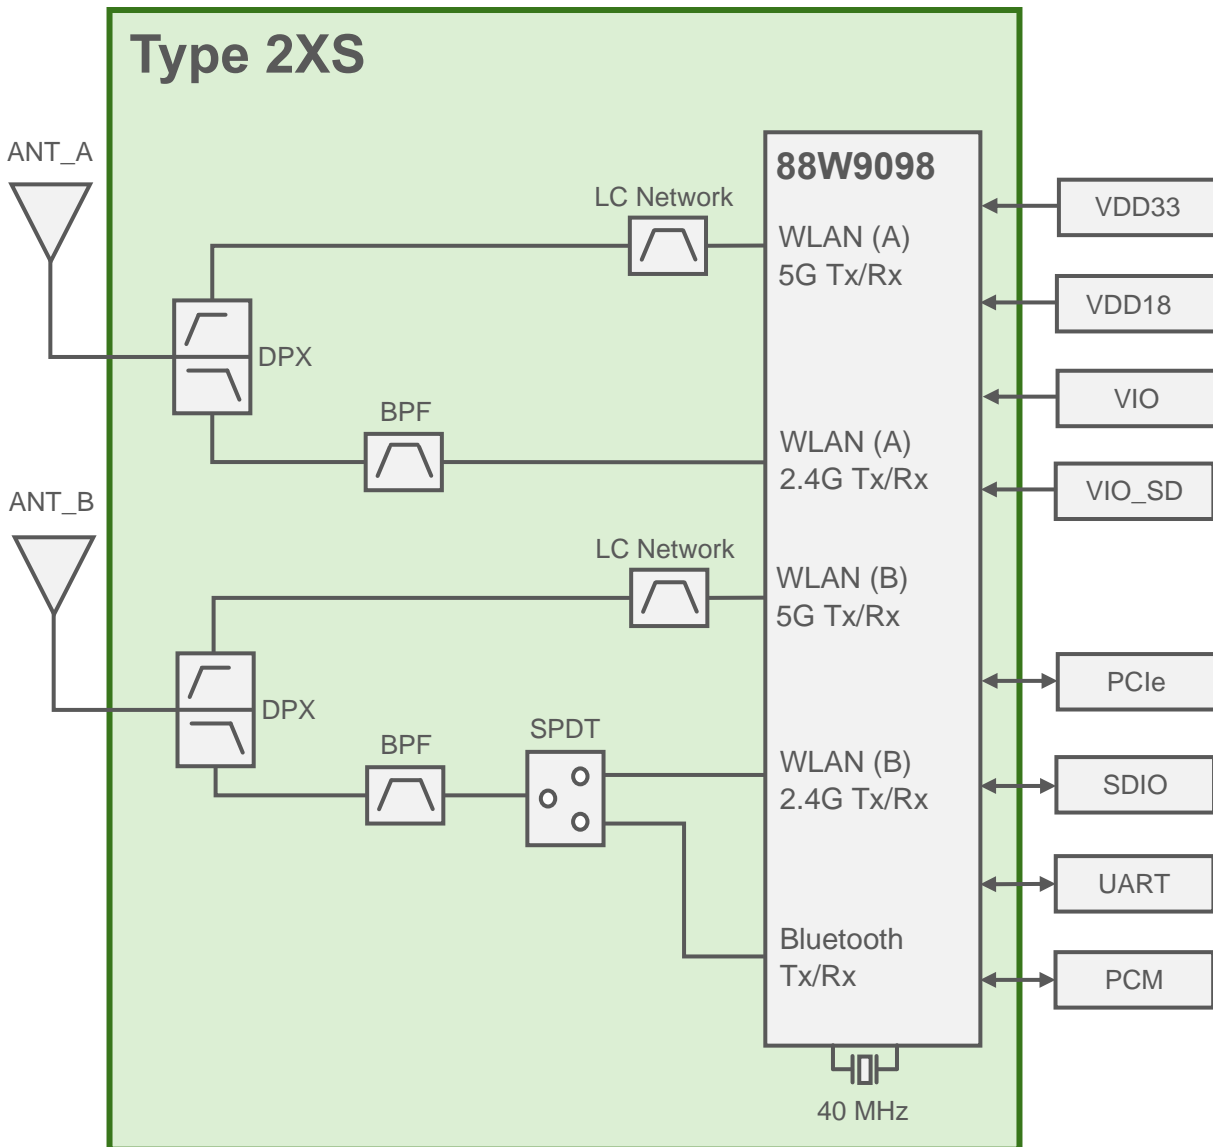 Type 2XS
ANT_A
88W9098
LC Network
VDD33
WLAN (A)
5G Tx/Rx
VDD18
DPX
BPF
VIO
WLAN (A)
2.4G Tx/Rx
VIO_SD
ANT_B
LC Network
WLAN (B)
5G Tx/Rx
PCIe
DPX
SPDT
BPF
WLAN (B)
2.4G Tx/Rx
SDIO
UART
Bluetooth
Tx/Rx
PCM
40 MHz